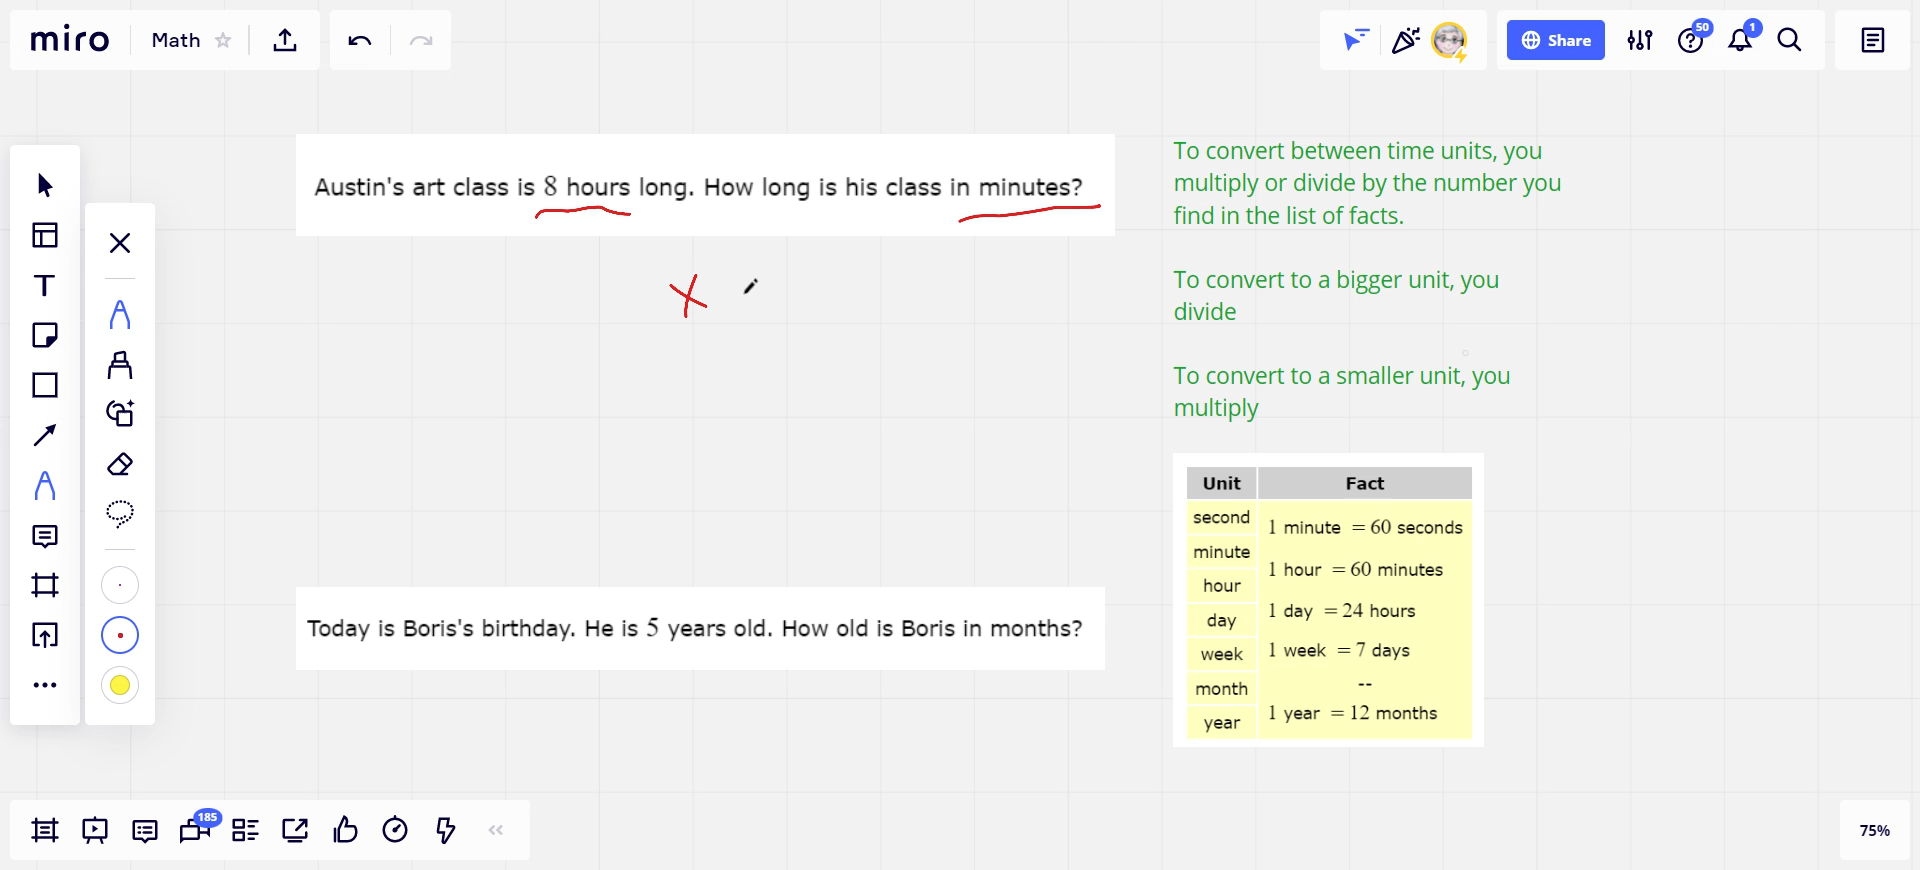 miro
Math
Share
50
1
Austin's art class is 8 hours long. How long is his class in minutes?
×
To convert between time units, you
multiply or divide by the number you
find in the list of facts.
To convert to a bigger unit, you
divide
To convert to a smaller unit, you
multiply
Unit Fact
second
minute
hour
day
week
month
year
1 minute = 60 seconds
1 hour = 60 minutes
1 day = 24 hours
1 week = 7 days
--
1 year = 12 months
Today is Boris's birthday. He is 5 years old. How old is Boris in months?
185
75%